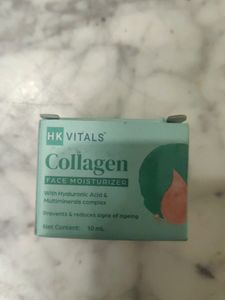 HK VITALS
Collagen
FACE MOISTURIZER
With Hyaluronic Acid &
Multiminerals complex
Prevents & reduces signs of ageing
Net Content: 10 mL